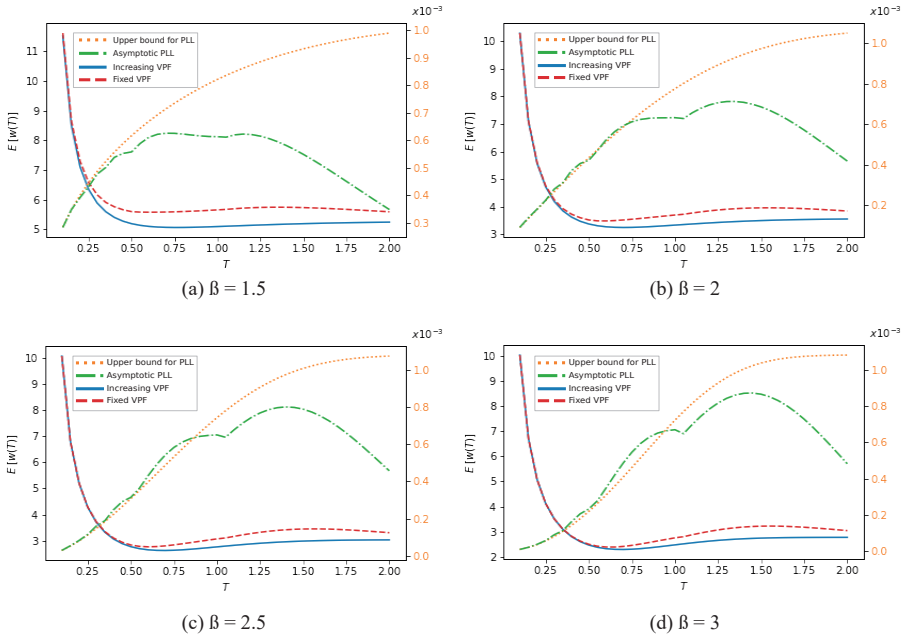 x10⁻³
x10⁻³
Upper bound for PLL
Asymptotic PLL
Increasing VPF
Fixed VPF
E [w(T)]
11
10
9
8
7
6
5
1.0
0.9
0.8
0.7
0.6
0.5
0.4
0.3
0.25 0.50 0.75 1.00 1.25 1.50 1.75 2.00
T
(a) ß = 1.5
Upper bound for PLL
Asymptotic PLL
Increasing VPF
Fixed VPF
E [w(T)]
10
9
8
7
6
5
4
3
1.0
0.8
0.6
0.4
0.2
0.25 0.50 0.75 1.00 1.25 1.50 1.75 2.00
T
(b) ß = 2
x10⁻³
x10⁻³
Upper bound for PLL
Asymptotic PLL
Increasing VPF
Fixed VPF
E [w(T)]
10
9
8
7
6
5
4
3
1.0
0.8
0.6
0.4
0.2
0.0
0.25 0.50 0.75 1.00 1.25 1.50 1.75 2.00
T
(c) ß = 2.5
Upper bound for PLL
Asymptotic PLL
Increasing VPF
Fixed VPF
E [w(T)]
10
9
8
7
6
5
4
3
2
1.0
0.8
0.6
0.4
0.2
0.0
0.25 0.50 0.75 1.00 1.25 1.50 1.75 2.00
T
(d) ß = 3